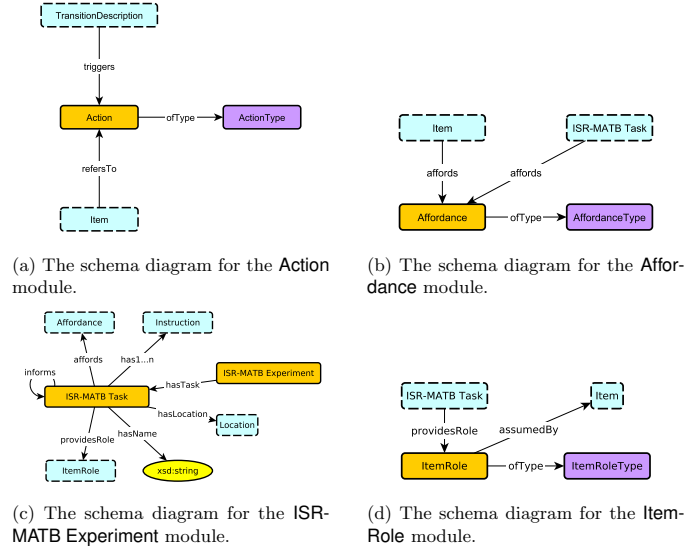 TransitionDescription
triggers
Action
ofType
ActionType
refersTo
Item
(a) The schema diagram for the Action
module.
Item
ISR-MATB Task
affords
affords
Affordance
ofType
AffordanceType
(b) The schema diagram for the Affor-
dance module.
Affordance
Instruction
informs
affords
has1...n
ISR-MATB Experiment
hasTask
ISR-MATB Task
hasLocation
Location
providesRole
hasName
ItemRole
xsd:string
(c) The schema diagram for the ISR-
MATB Experiment module.
ISR-MATB Task
Item
providesRole
assumedBy
ItemRole
ofType
ItemRoleType
(d) The schema diagram for the Item-
Role module.